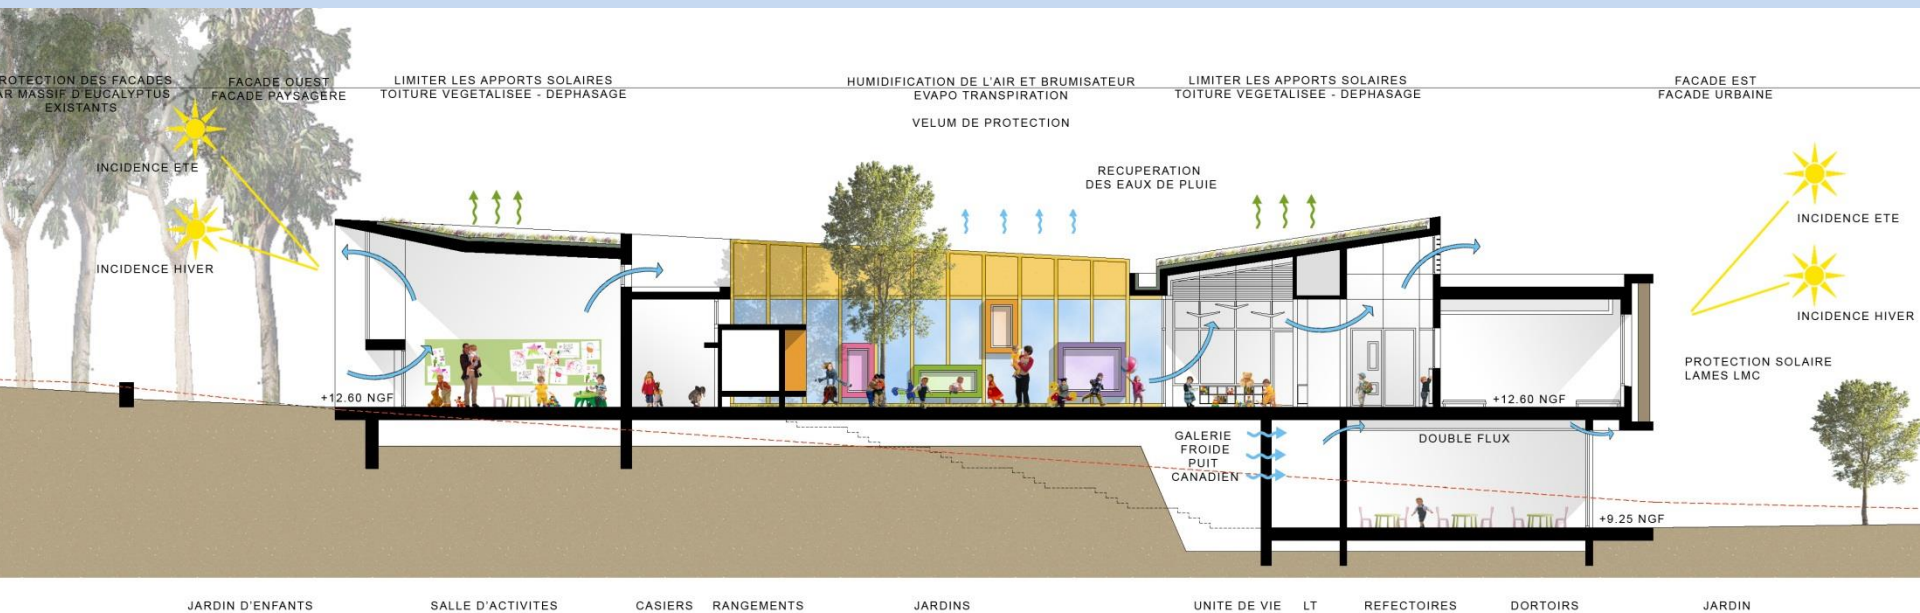 ROTECTION DES FACADES
AR MASSIF D'EUCALYPTUS
EXISTANTS
FACADE OUEST
FACADE PAYSAGERE
LIMITER LES APPORTS SOLAIRES
TOITURE VEGETALISEE - DEPHASAGE
HUMIDIFICATION DE L'AIR ET BRUMISATEUR
EVAPO TRANSPIRATION
VELUM DE PROTECTION
LIMITER LES APPORTS SOLAIRES
TOITURE VEGETALISEE - DEPHASAGE
FACADE EST
FACADE URBAINE
INCIDENCE ETE
RECUPERATION
DES EAUX DE PLUIE
INCIDENCE ETE
INCIDENCE HIVER
INCIDENCE HIVER
PROTECTION SOLAIRE
LAMES LMC
+12.60 NGF
+12.60 NGF
GALERIE
FROIDE
PUIT
CANADIEN
DOUBLE FLUX
+9.25 NGF
JARDIN D'ENFANTS
SALLE D'ACTIVITES
CASIERS
RANGEMENTS
JARDINS
UNITE DE VIE
LT
REFECTOIRES
DORTOIRS
JARDIN